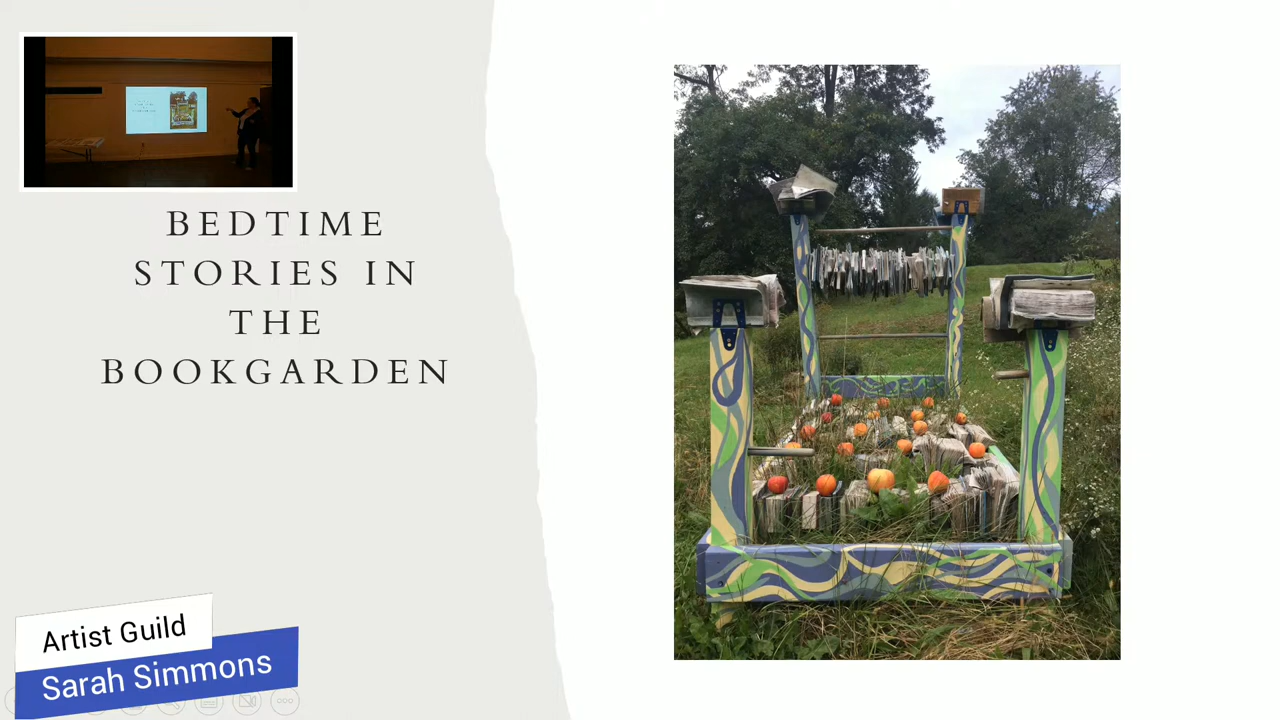 BEDTIME
STORIES IN
THE
BOOKGARDEN
Artist Guild
Sarah Simmons